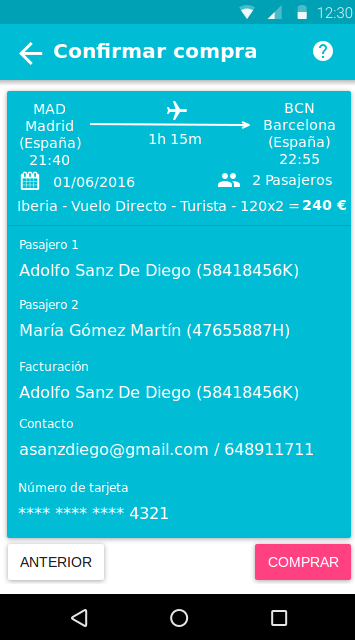 12:30
Confirmar compra
MAD
Madrid
(España)
21:40
1h 15m
BCN
Barcelona
(España)
22:55
01/06/2016
2 Pasajeros
Iberia - Vuelo Directo - Turista - 120x2 = 240 €
Pasajero 1
Adolfo Sanz De Diego (58418456K)
Pasajero 2
María Gómez Martín (47655887H)
Facturación
Adolfo Sanz De Diego (58418456K)
Contacto
asanzdiego@gmail.com / 648911711
Número de tarjeta
**** **** **** 4321
ANTERIOR
COMPRAR